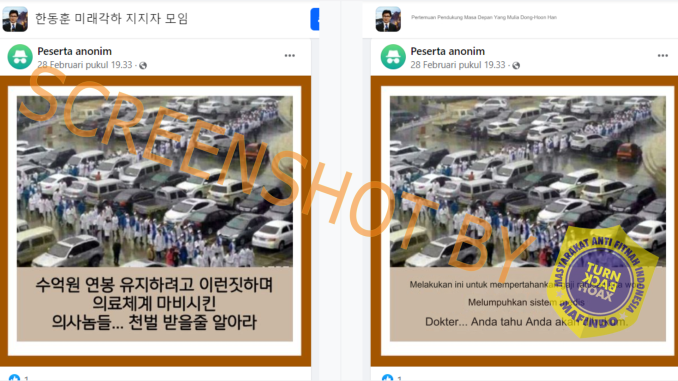 한동훈 미래각하 지지자 모임
Peserta anonim
28 Februari pukul 19.33 ·
수억원 연봉 유지하려고 이런짓하며
의료체계 마비시킨
의사놈들... 천벌 받을줄 알아라
1
Pertemuan Pendukung Masa Depan Yang Mulia Dong-Hoon Han
Peserta anonim
28 Februari pukul 19.33 ·
Melakukan ini untuk mempertahankan
Melumpuhkan sistem
Dokter... Anda tahu Anda akan
1
SCREENSHOT BY
MASYARAKAT ANTI FITNAH INDONESIA
TURN
BACK
HOAX
MAFINDO